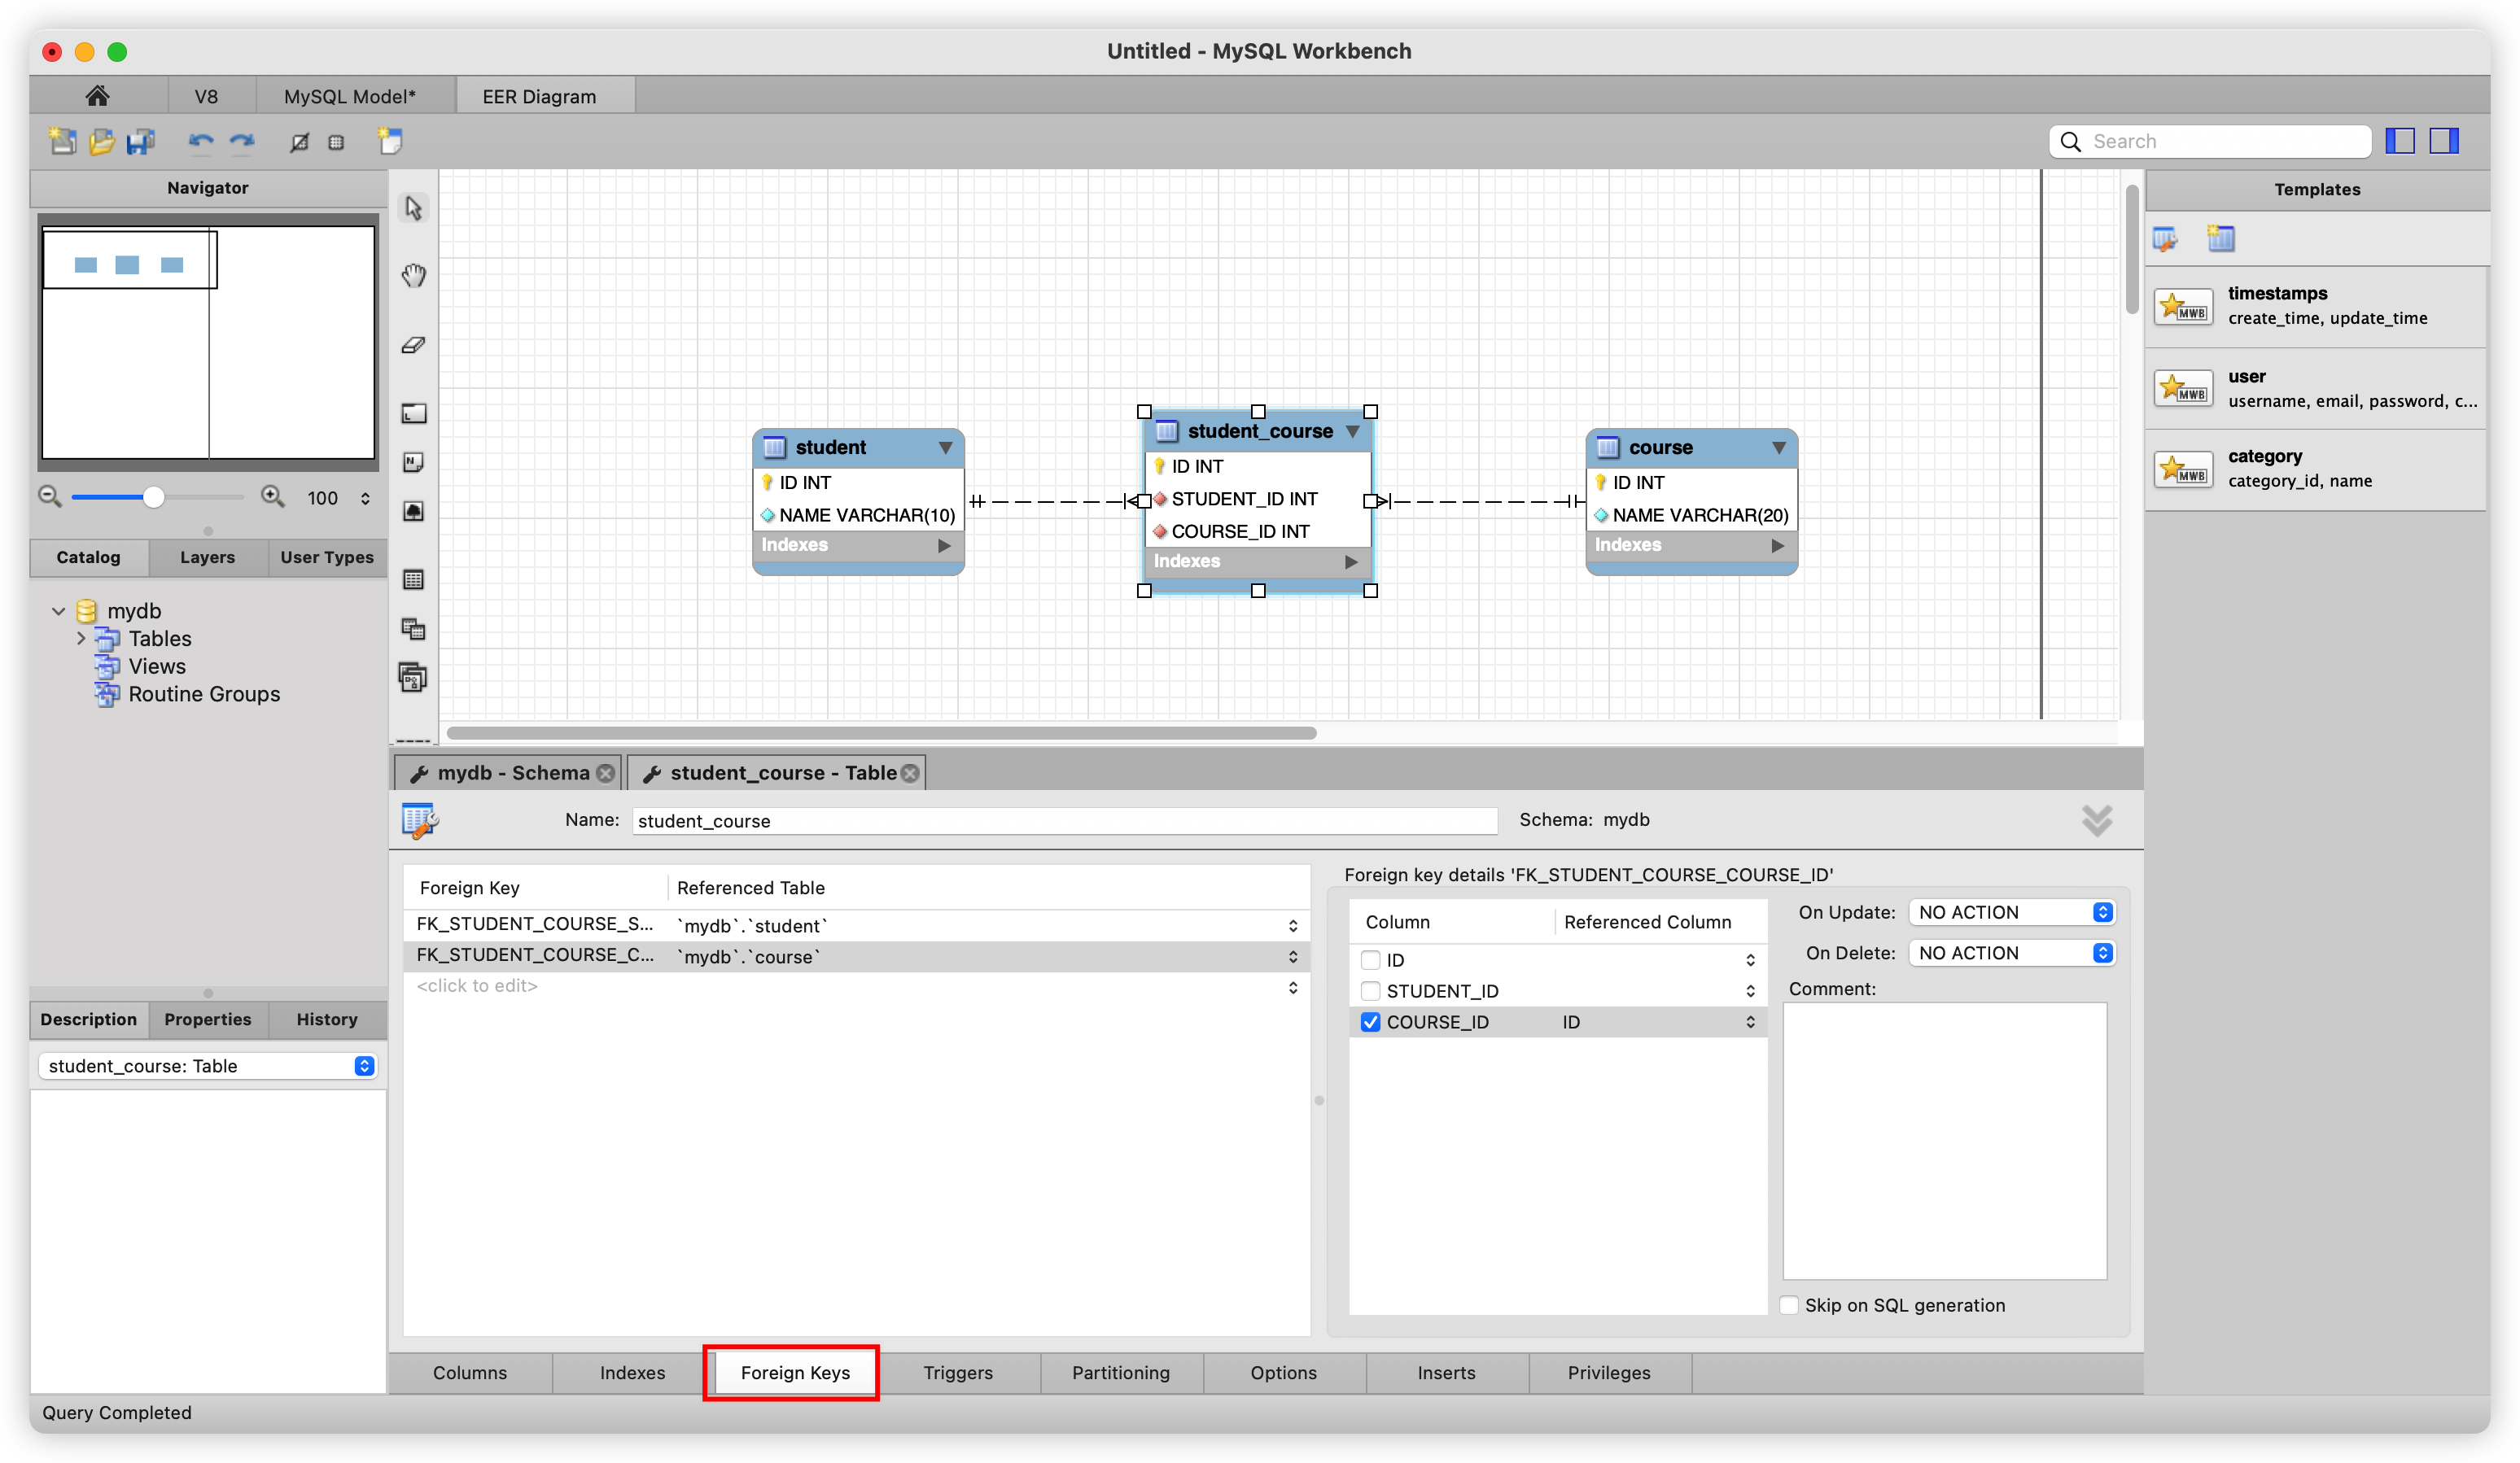 Untitled - MySQL Workbench
V8
MySQL Model*
EER Diagram
Search
Navigator
100
Catalog
Layers
User Types
mydb
Tables
Views
Routine Groups
Description
Properties
History
student_course: Table
student
ID INT
NAME VARCHAR(10)
Indexes
student_course
ID INT
STUDENT_ID INT
COURSE_ID INT
Indexes
course
ID INT
NAME VARCHAR(20)
Indexes
Templates
timestamps
create_time, update_time
user
username, email, password, c...
category
category_id, name
mydb - Schema
student_course - Table
Name: student_course
Schema: mydb
Foreign Key Referenced Table
FK_STUDENT_COURSE_S... `mydb`.`student`
FK_STUDENT_COURSE_C... `mydb`.`course`
<click to edit>
Foreign key details 'FK_STUDENT_COURSE_COURSE_ID'
Column Referenced Column
ID
STUDENT_ID
COURSE_ID ID
On Update: NO ACTION
On Delete: NO ACTION
Comment:
Skip on SQL generation
Columns
Indexes
Foreign Keys
Triggers
Partitioning
Options
Inserts
Privileges
Query Completed